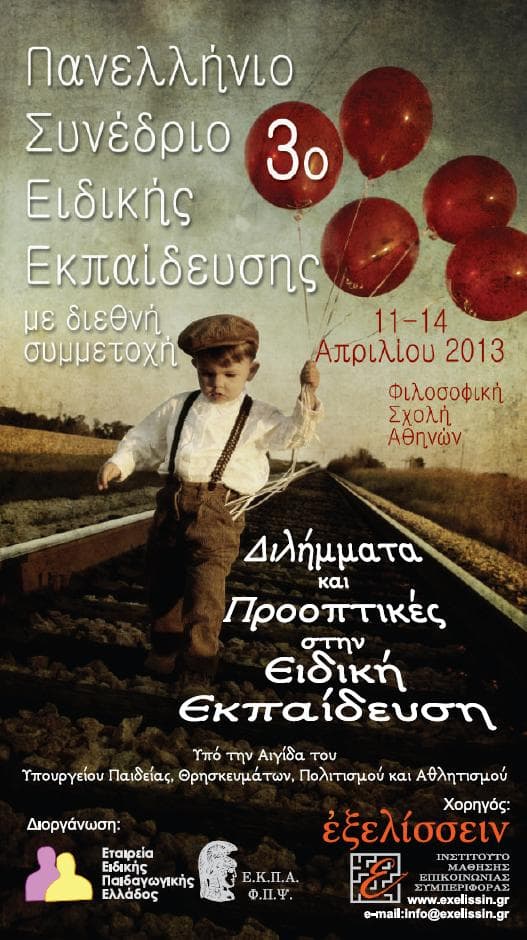 Πανελλήνιο
Συνέδριο
3ο
Ειδικής
Εκπαίδευσης
με διεθνή
συμμετοχή
11-14
Απριλίου 2013
Φιλοσοφική
Σχολή
Αθηνών
Διλήμματα
και
Προοπτικές
στην
Ειδική
Εκπαίδευση
Υπό την Αιγίδα του
Υπουργείου Παιδείας, Θρησκευμάτων, Πολιτισμού και Αθλητισμού
Διοργάνωση:
Εταιρεία
Ειδικής
Παιδαγωγικής
Ελλάδος
Ε.Κ.Π.Α.
Φ.Π.Ψ.
Χορηγός:
ἐξελίσσειν
ΙΝΣΤΙΤΟΥΤΟ
ΜΑΘΗΣΗΣ
ΕΠΙΚΟΙΝΩΝΙΑΣ
ΣΥΜΠΕΡΙΦΟΡΑΣ
www.exelissin.gr
e-mail:info@exelissin.gr